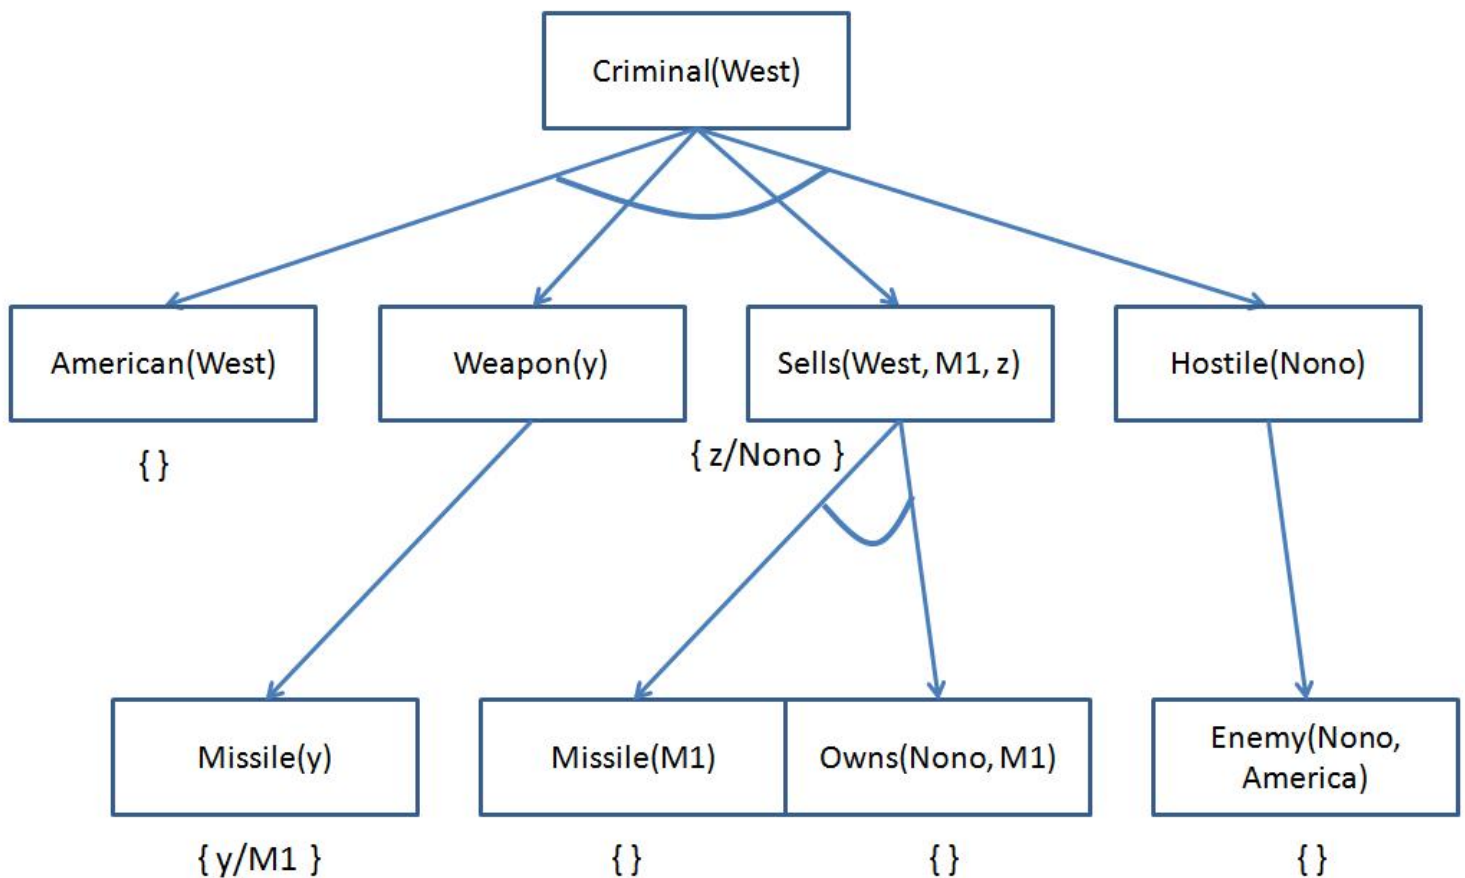 Criminal(West)
American(West)
Weapon(y)
Sells(West, M1, z)
Hostile(Nono)
{ }
{ z/Nono }
Missile(y)
Missile(M1)
Owns(Nono, M1)
Enemy(Nono,
America)
{ y/M1 }
{ }
{ }
{ }